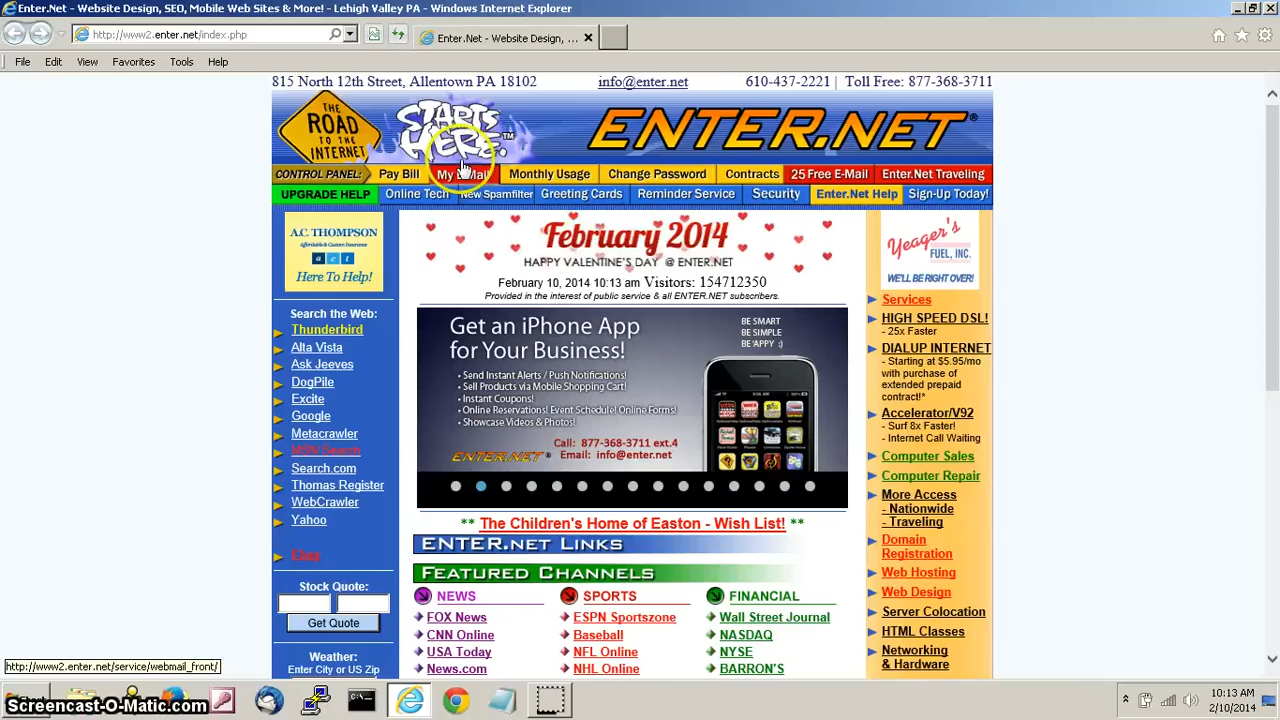 Enter.Net - Website Design, SEO, Mobile Web Sites & More! - Lehigh Valley PA - Windows Internet Explorer
http://www2.enter.net/index.php
Enter.Net - Website Design, ...
File Edit View Favorites Tools Help
815 North 12th Street, Allentown PA 18102 info@enter.net 610-437-2221 | Toll Free: 877-368-3711
THE ROAD TO THE INTERNET
STARTS HERE. TM
ENTER.NET®
CONTROL PANEL: Pay Bill My Monthly Usage Change Password Contracts 25 Free E-Mail Enter.Net Traveling
UPGRADE HELP Online Tech New Spamfilter Greeting Cards Reminder Service Security Enter.Net Help Sign-Up Today!
A.C. THOMPSON
Affordable & Custom Insurance
a c t
Here To Help!
Search the Web:
Thunderbird
Alta Vista
Ask Jeeves
DogPile
Excite
Google
Metacrawler
MSN Search
Search.com
Thomas Register
WebCrawler
Yahoo
Stock Quote:
Get Quote
Weather:
Enter City or US Zip
February 2014
HAPPY VALENTINE'S DAY @ ENTER.NET
February 10, 2014 10:13 am Visitors: 154712350
Provided in the interest of public service & all ENTER.NET subscribers.
Get an iPhone App
for Your Business!
BE SMART
BE SIMPLE
BE 'APPY ;)
• Send Instant Alerts / Push Notifications!
• Sell Products via Mobile Shopping Cart!
• Instant Coupons!
• Online Reservations! Event Schedule! Online Forms!
• Showcase Videos & Photos!
Call: 877-368-3711 ext.4
ENTER.NET® Email: info@enter.net
** The Children's Home of Easton - Wish List! **
ENTER.NET LINKS
FEATURED CHANNELS
NEWS
FOX News
CNN Online
USA Today
News.com
SPORTS
ESPN Sportszone
Baseball
NFL Online
NHL Online
FINANCIAL
Wall Street Journal
NASDAQ
NYSE
BARRON'S
Yeager's
FUEL, INC.
WE'LL BE RIGHT OVER!
Services
HIGH SPEED DSL!
- 25x Faster
DIALUP INTERNET
- Starting at $5.95/mo
with purchase of
extended prepaid
contract!*
Accelerator/V92
- Surf 8x Faster!
- Internet Call Waiting
Computer Sales
Computer Repair
More Access
- Nationwide
- Traveling
Domain
Registration
Web Hosting
Web Design
Server Colocation
HTML Classes
Networking
& Hardware
http://www2.enter.net/service/webmail_front/
Screencast-O-Matic.com
10:13 AM
2/10/2014